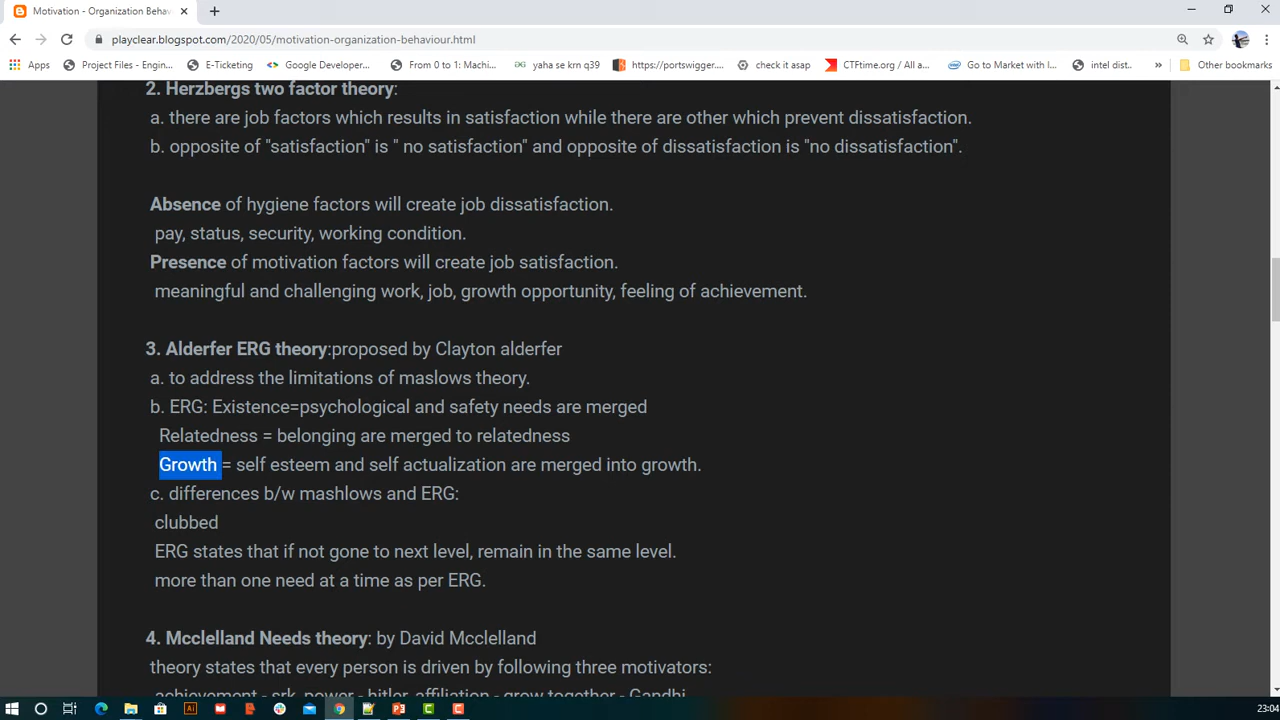 Motivation - Organization Behav
playclear.blogspot.com/2020/05/motivation-organization-behaviour.html
Apps Project Files - Engin... E-Ticketing Google Developer... From 0 to 1: Machi... yaha se krn q39 https://portswigger.... check it asap CTFtime.org / All a... Go to Market with I... intel dist.. » Other bookmarks
2. Herzbergs two factor theory:
a. there are job factors which results in satisfaction while there are other which prevent dissatisfaction.
b. opposite of "satisfaction" is " no satisfaction" and opposite of dissatisfaction is "no dissatisfaction".
Absence of hygiene factors will create job dissatisfaction.
pay, status, security, working condition.
Presence of motivation factors will create job satisfaction.
meaningful and challenging work, job, growth opportunity, feeling of achievement.
3. Alderfer ERG theory:proposed by Clayton alderfer
a. to address the limitations of maslows theory.
b. ERG: Existence=psychological and safety needs are merged
Relatedness = belonging are merged to relatedness
Growth = self esteem and self actualization are merged into growth.
c. differences b/w mashlows and ERG:
clubbed
ERG states that if not gone to next level, remain in the same level.
more than one need at a time as per ERG.
4. Mcclelland Needs theory: by David Mcclelland
theory states that every person is driven by following three motivators:
achievement - srk, power - hitler, affiliation - grow together - Gandhi
23:04